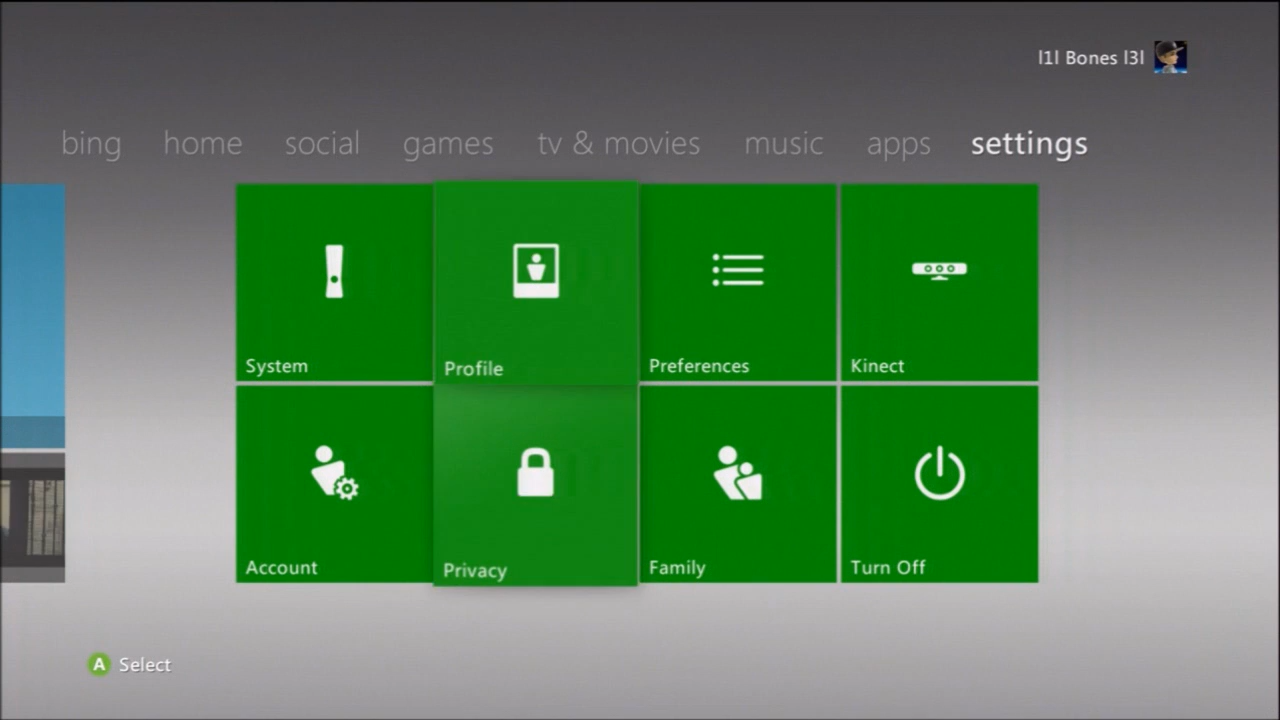 l1l Bones l3l
bing home social games tv & movies music apps settings
System Profile Preferences Kinect
Account Privacy Family Turn Off
A Select